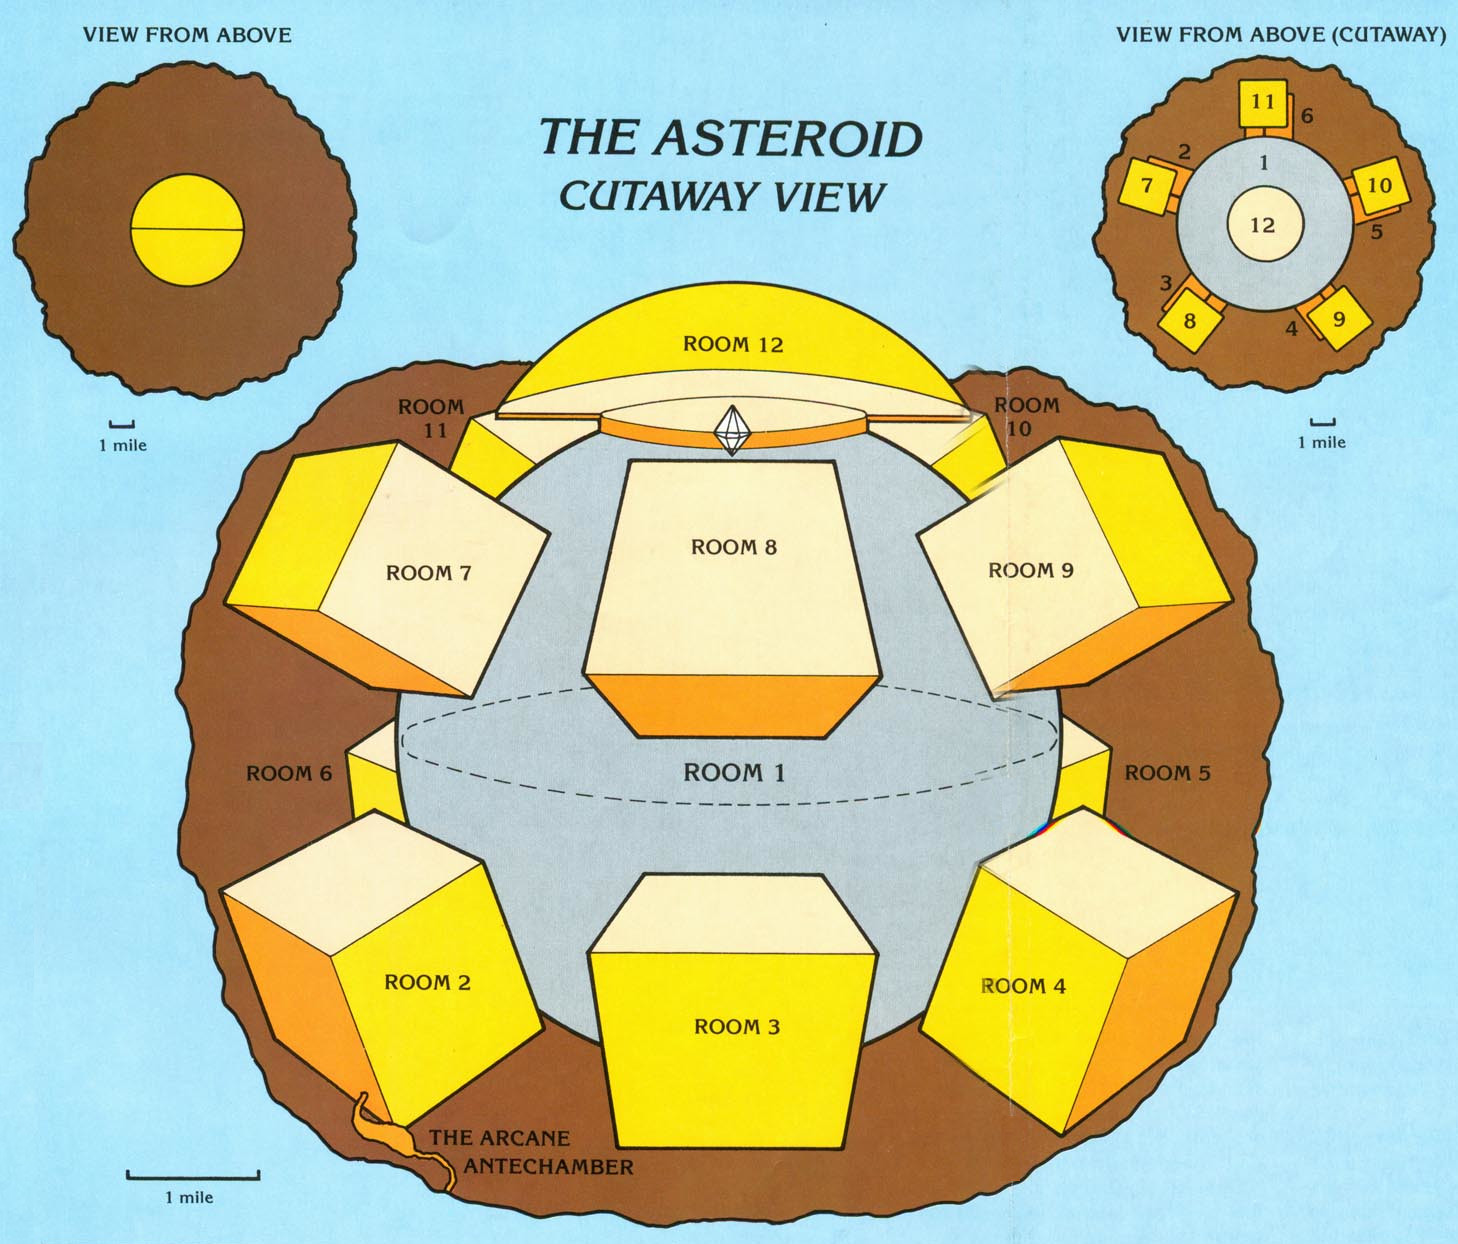 VIEW FROM ABOVE
VIEW FROM ABOVE (CUTAWAY)
THE ASTEROID
CUTAWAY VIEW
11
6
2
1
7
10
12
5
3
8
9
4
1 mile
1 mile
ROOM 12
ROOM
11
ROOM
10
ROOM 7
ROOM 8
ROOM 9
ROOM 6
ROOM 1
ROOM 5
ROOM 2
ROOM 3
ROOM 4
THE ARCANE
ANTECHAMBER
1 mile